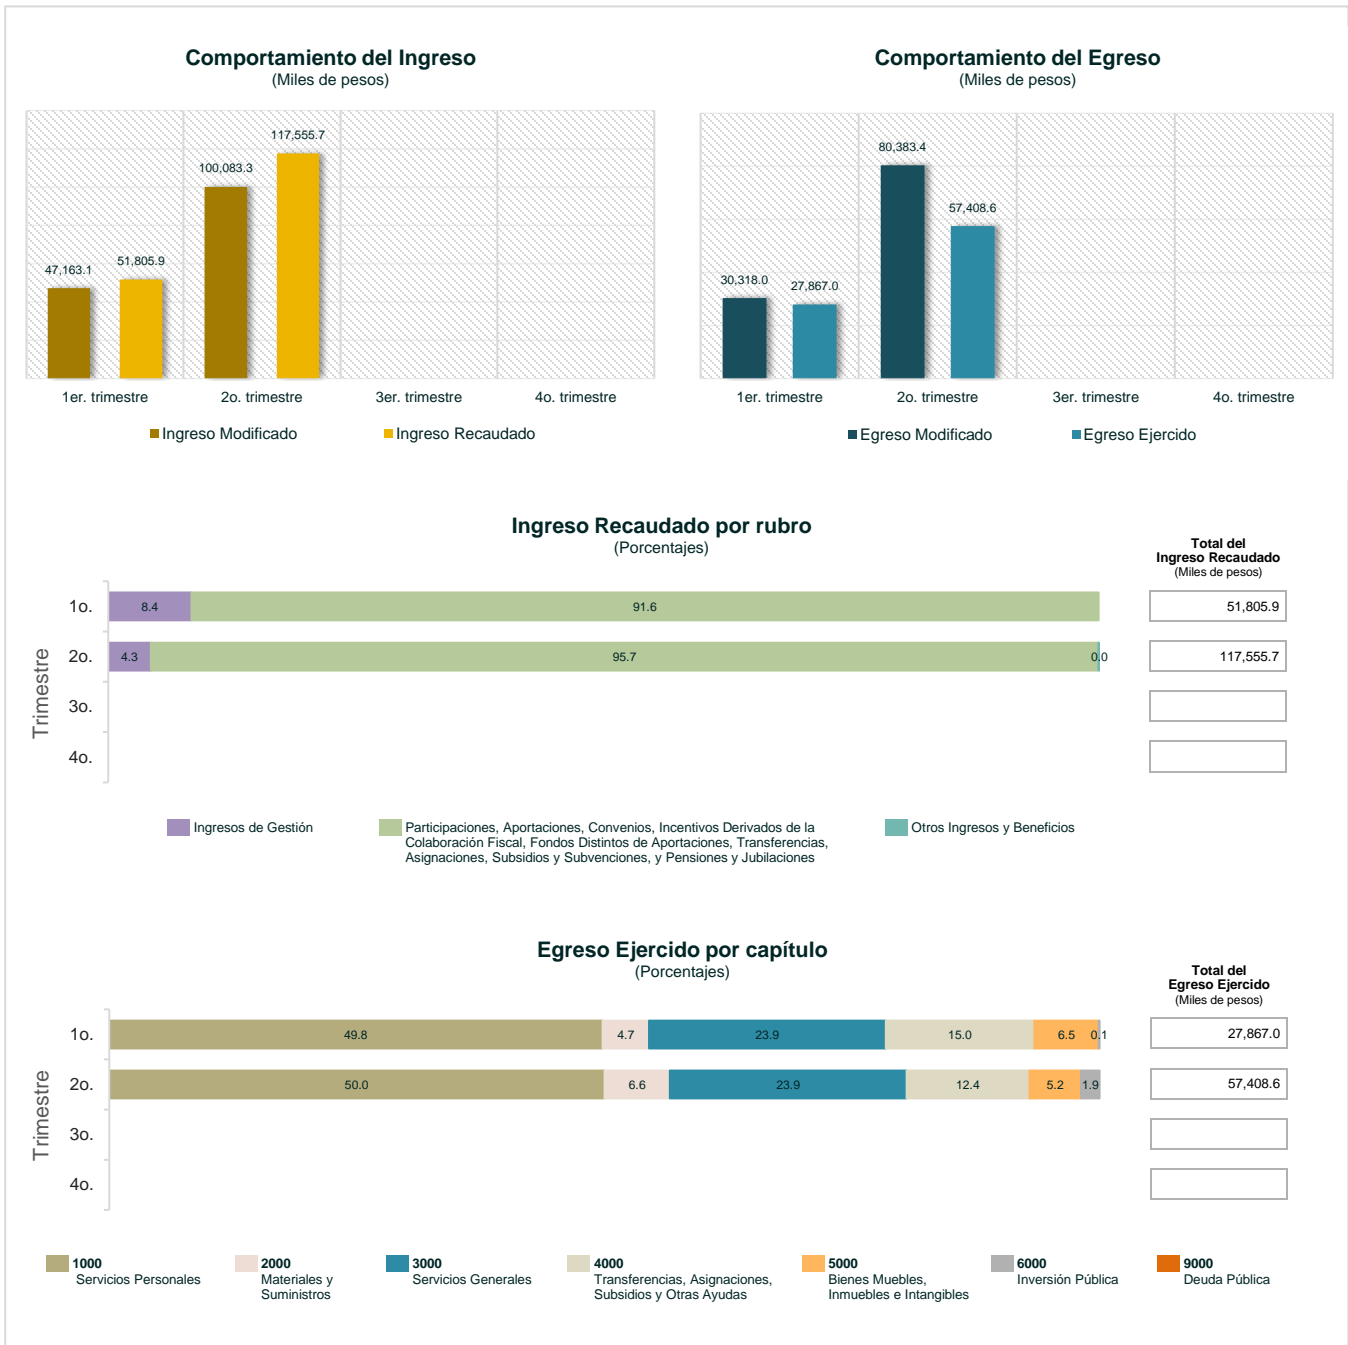 Comportamiento del Ingreso
(Miles de pesos)
117,555.7
100,083.3
51,805.9
47,163.1
1er. trimestre
2o. trimestre
3er. trimestre
4o. trimestre
Ingreso Modificado
Ingreso Recaudado
Comportamiento del Egreso
(Miles de pesos)
80,383.4
57,408.6
30,318.0
27,867.0
1er. trimestre
2o. trimestre
3er. trimestre
4o. trimestre
Egreso Modificado
Egreso Ejercido
Ingreso Recaudado por rubro
(Porcentajes)
Total del
Ingreso Recaudado
(Miles de pesos)
Trimestre
1o.
8.4
91.6
51,805.9
2o.
4.3
95.7
0.0
117,555.7
3o.
4o.
Ingresos de Gestión
Participaciones, Aportaciones, Convenios, Incentivos Derivados de la
Colaboración Fiscal, Fondos Distintos de Aportaciones, Transferencias,
Asignaciones, Subsidios y Subvenciones, y Pensiones y Jubilaciones
Otros Ingresos y Beneficios
Egreso Ejercido por capítulo
(Porcentajes)
Total del
Egreso Ejercido
(Miles de pesos)
Trimestre
1o.
49.8
4.7
23.9
15.0
6.5
0.1
27,867.0
2o.
50.0
6.6
23.9
12.4
5.2
1.9
57,408.6
3o.
4o.
1000
Servicios Personales
2000
Materiales y
Suministros
3000
Servicios Generales
4000
Transferencias, Asignaciones,
Subsidios y Otras Ayudas
5000
Bienes Muebles,
Inmuebles e Intangibles
6000
Inversión Pública
9000
Deuda Pública